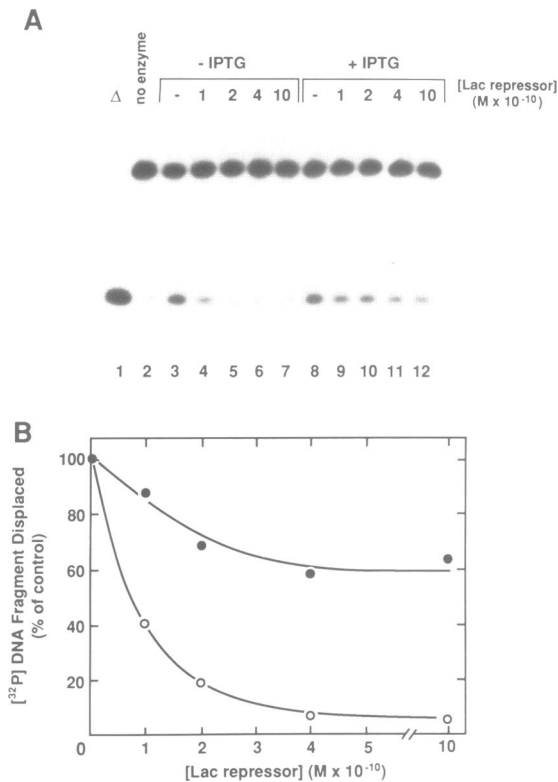 A
no enzyme
- IPTG
+ IPTG
Δ
- 1 2 4 10
- 1 2 4 10
[Lac repressor]
(M x 10-10)
1 2 3 4 5 6 7 8 9 10 11 12
B
100
80
60
40
20
0
[32P] DNA Fragment Displaced
(% of control)
1 2 3 4 5 10
[Lac repressor] (M x 10-10)